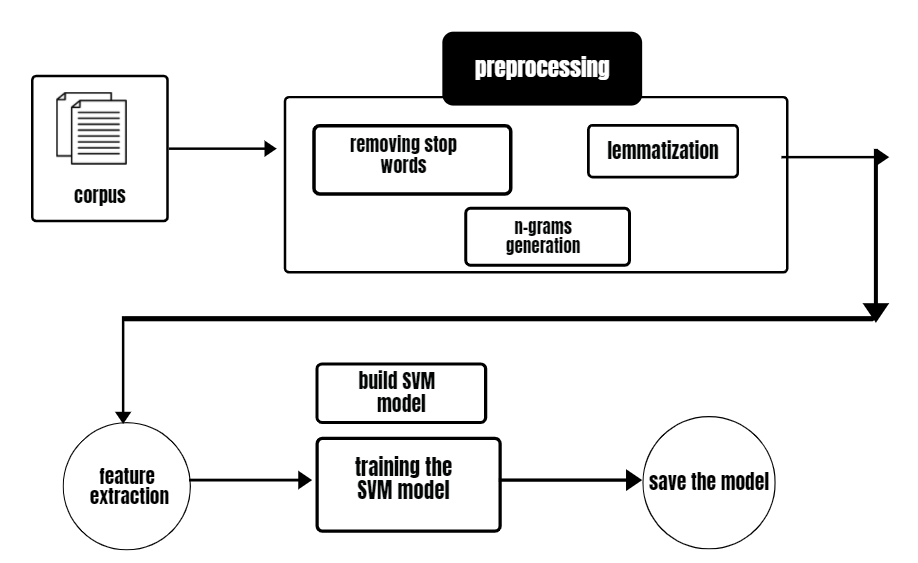 preprocessing
removing stop
words
lemmatization
corpus
n-grams
generation
build SVM
model
training the
SVM model
feature
extraction
save the model